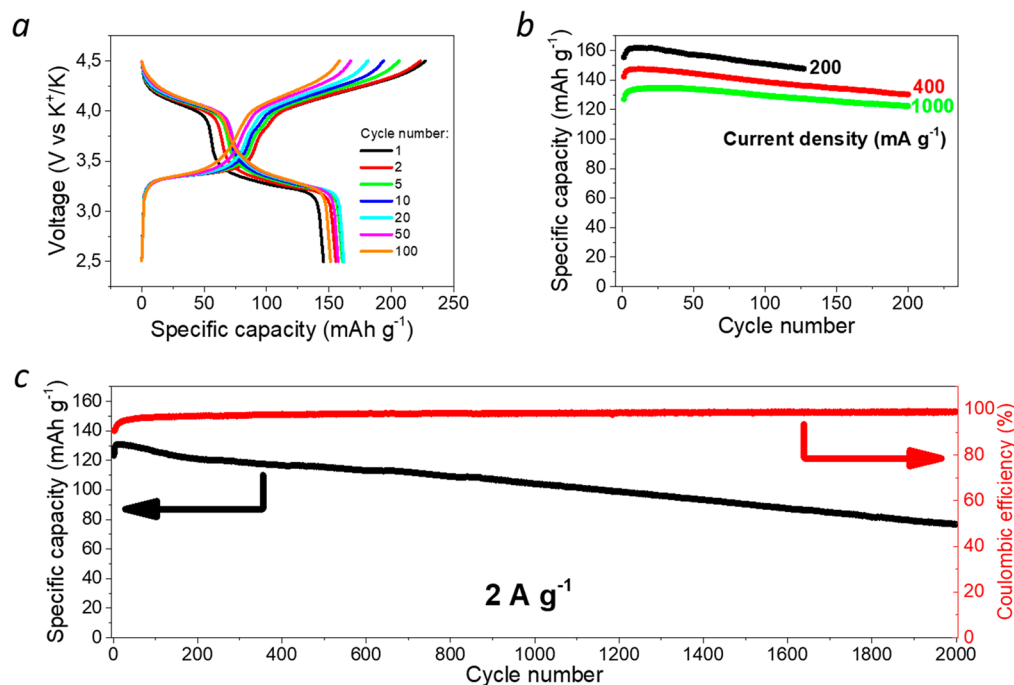 a
Voltage (V vs K⁺/K)
4,5
4.0
3.5
3.0
2,5
Cycle number:
1
2
5
10
20
50
100
0 50 100 150 200 250
Specific capacity (mAh g⁻¹)
b
Specific capacity (mAh g⁻¹)
160
140
120
100
80
60
40
20
0
200
400
1000
Current density (mA g⁻¹)
0 50 100 150 200
Cycle number
c
Specific capacity (mAh g⁻¹)
160
140
120
100
80
60
40
20
0
2 A g⁻¹
100
80
60
40
20
0
Coulombic efficiency (%)
0 200 400 600 800 1000 1200 1400 1600 1800 2000
Cycle number